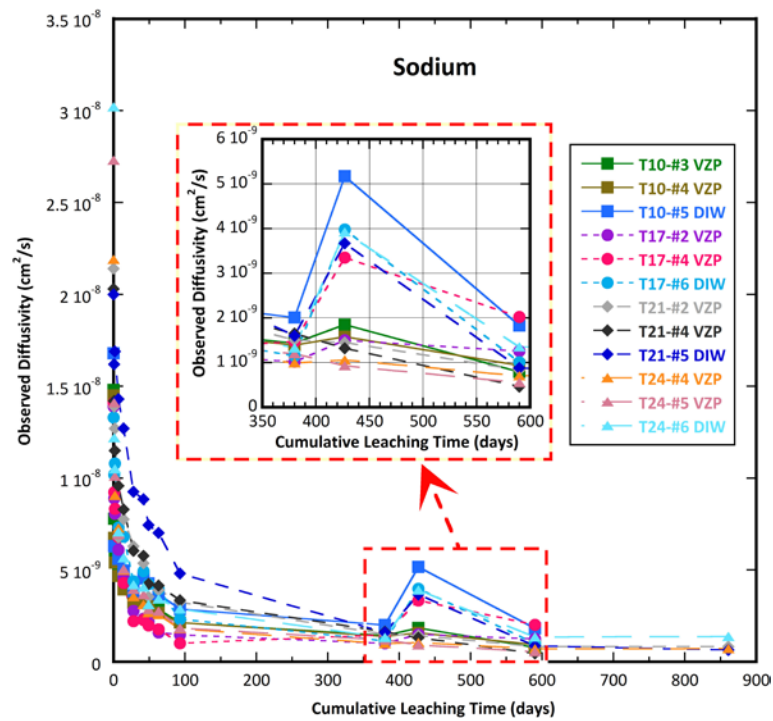 Sodium
Observed Diffusivity (cm²/s)
3.5 10⁻⁸
3 10⁻⁸
2.5 10⁻⁸
2 10⁻⁸
1.5 10⁻⁸
1 10⁻⁸
5 10⁻⁹
0
0 100 200 300 400 500 600 700 800 900
Cumulative Leaching Time (days)
Observed Diffusivity (cm²/s)
6 10⁻⁹
5 10⁻⁹
4 10⁻⁹
3 10⁻⁹
2 10⁻⁹
1 10⁻⁹
0
350 400 450 500 550 600
Cumulative Leaching Time (days)
T10-#3 VZP
T10-#4 VZP
T10-#5 DIW
T17-#2 VZP
T17-#4 VZP
T17-#6 DIW
T21-#2 VZP
T21-#4 VZP
T21-#5 DIW
T24-#4 VZP
T24-#5 VZP
T24-#6 DIW